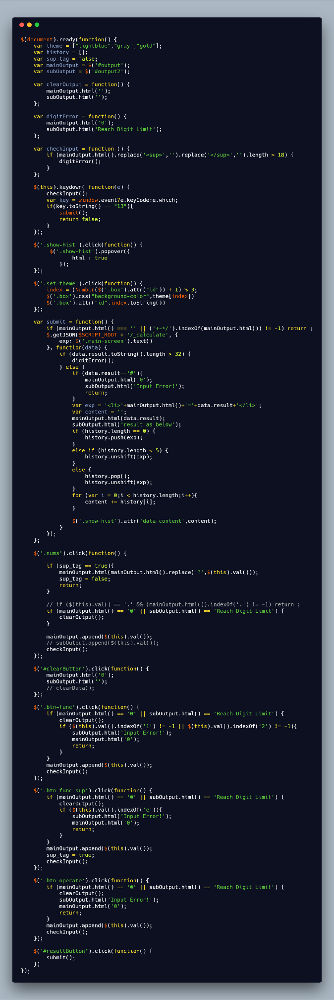 $(document).ready(function() {
    var theme = ["lightblue","gray","gold"];
    var history = [];
    var sup_tag = false;
    var mainOutput = $('#output');
    var subOutput = $('#output2');

    var clearOutput = function() {
        mainOutput.html('');
        subOutput.html('');
    };

    var digitError = function() {
        mainOutput.html('0');
        subOutput.html('Reach Digit Limit');
    };

    var checkInput = function () {
        if (mainOutput.html().replace('<sup>','').replace('</sup>','').length > 18) {
            digitError();
        }
    };

    $(this).keydown( function(e) {
        checkInput();
        var key = window.event?e.keyCode:e.which;
        if(key.toString() == "13"){
            submit();
            return false;
        }
    });

    $('.show-hist').click(function() {
         $('.show-hist').popover({
                html : true
            });
    });

    $('.set-theme').click(function() {
        index = (Number($('.box').attr("id")) + 1) % 3;
        $('.box').css("background-color",theme[index])
        $('.box').attr("id",index.toString())
    });

    var submit = function() {
        if (mainOutput.html() === '' || ('+-*/').indexOf(mainOutput.html()) != -1) return ;
        $.getJSON($SCRIPT_ROOT + '/_calculate', {
            exp: $('.main-screen').text()
        }, function(data) {
            if (data.result.toString().length > 32) {
                digitError();
            } else {
                if (data.result=='#'){
                    mainOutput.html('0');
                    subOutput.html('Input Error!');
                    return;
                }
                var exp = '<li>'+mainOutput.html()+'='+data.result+'</li>';
                var content = '';
                mainOutput.html(data.result);
                subOutput.html('result as below');
                if (history.length == 0) {
                    history.push(exp);
                }
                else if (history.length < 5) {
                    history.unshift(exp);
                }
                else {
                    history.pop();
                    history.unshift(exp);
                }
                for (var i = 0;i < history.length;i++){
                    content += history[i];
                }

                $('.show-hist').attr('data-content',content);
            }
        });
    };

    $('.nums').click(function() {

        if (sup_tag == true){
            mainOutput.html(mainOutput.html().replace('?',$(this).val()));
            sup_tag = false;
            return;
        }

        // if ($(this).val() == '.' && (mainOutput.html()).indexOf('.') != -1) return ;
        if (mainOutput.html() == '0' || subOutput.html() == 'Reach Digit Limit') {
            clearOutput();
        }

        mainOutput.append($(this).val());
        // subOutput.append($(this).val());
        checkInput();
    });

    $('#clearButton').click(function() {
        mainOutput.html('0');
        subOutput.html('');
        // clearData();
    });

    $('.btn-func').click(function() {
        if (mainOutput.html() == '0' || subOutput.html() == 'Reach Digit Limit') {
            clearOutput();
            if ($(this).val().indexOf('1') != -1 || $(this).val().indexOf('2') != -1){
                subOutput.html('Input Error!');
                mainOutput.html('0');
                return;
            }
        }
        mainOutput.append($(this).val());
        checkInput();
    });

    $('.btn-func-sup').click(function() {
        if (mainOutput.html() == '0' || subOutput.html() == 'Reach Digit Limit') {
            clearOutput();
            if ($(this).val().indexOf('e')){
                subOutput.html('Input Error!');
                mainOutput.html('0');
                return;
            }
        }
        mainOutput.append($(this).val());
        sup_tag = true;
        checkInput();
    });

    $('.btn-operate').click(function() {
        if (mainOutput.html() == '0' || subOutput.html() == 'Reach Digit Limit') {
            clearOutput();
            subOutput.html('Input Error!');
            mainOutput.html('0');
            return;
        }
        mainOutput.append($(this).val());
        checkInput();
    });

    $('#resultButton').click(function() {
        submit();
    })
});